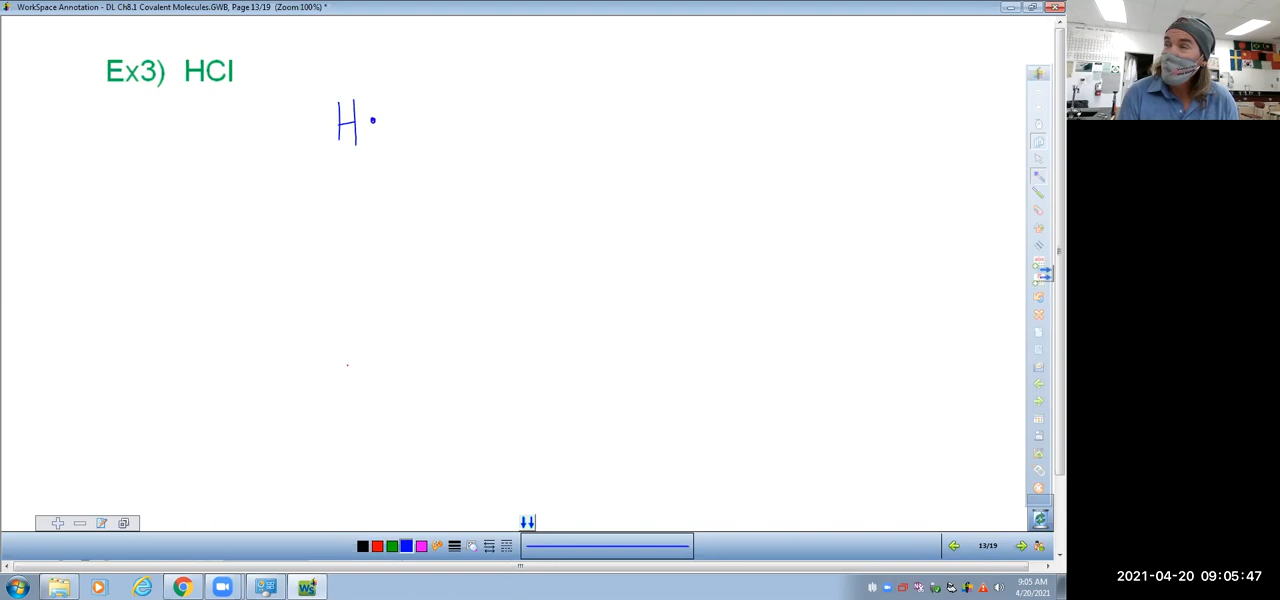 WorkSpace Annotation - DL Ch8.1 Covalent Molecules.GWB, Page 13/19 (Zoom 100%) *
Ex3) HCl
H •
13/19
9:05 AM
4/20/2021
2021-04-20 09:05:47